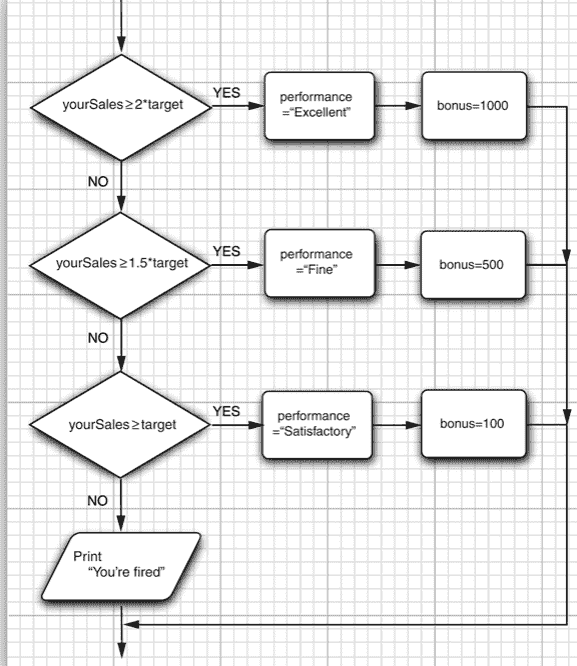 yourSales≥2*target
YES
performance
="Excellent"
bonus=1000
NO
yourSales≥1.5*target
YES
performance
="Fine"
bonus=500
NO
yourSales≥target
YES
performance
="Satisfactory"
bonus=100
NO
Print
"You're fired"